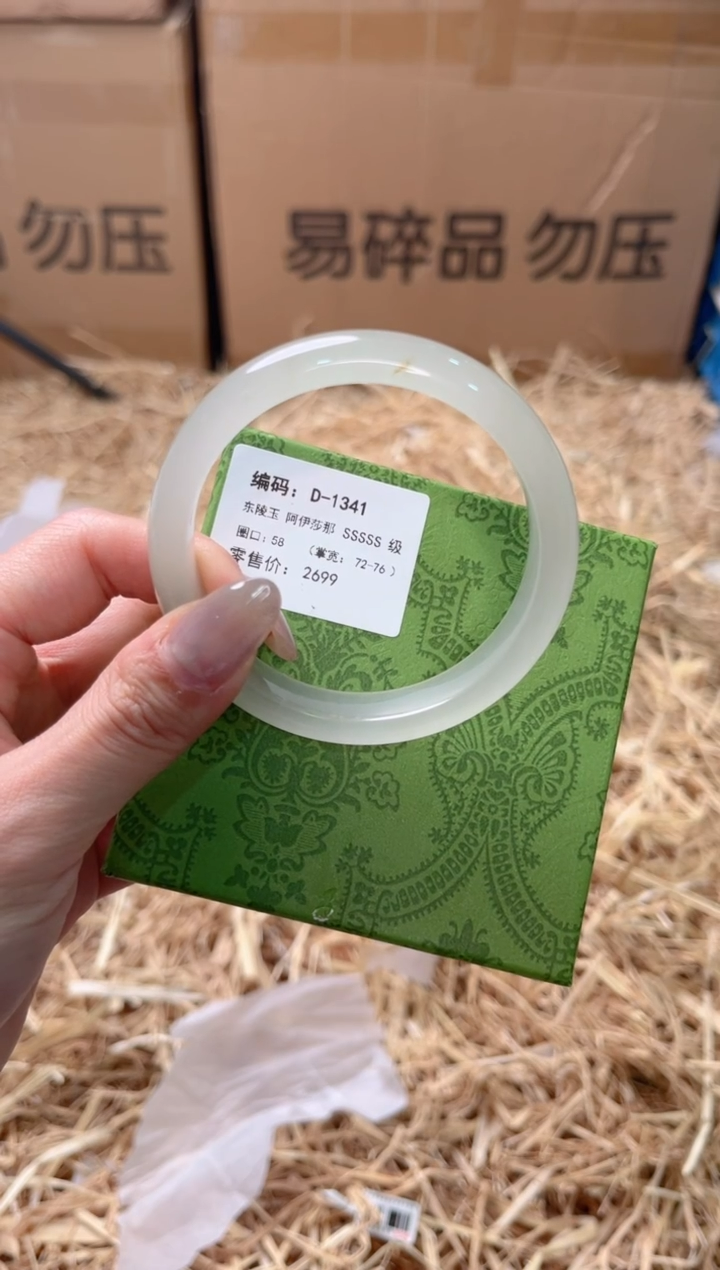 勿压
易碎品 勿压
编码: D-1341
东陵玉 阿伊莎那 SSSSS 级
圈口: 58 (掌宽: 72-76 )
零售价: 2699